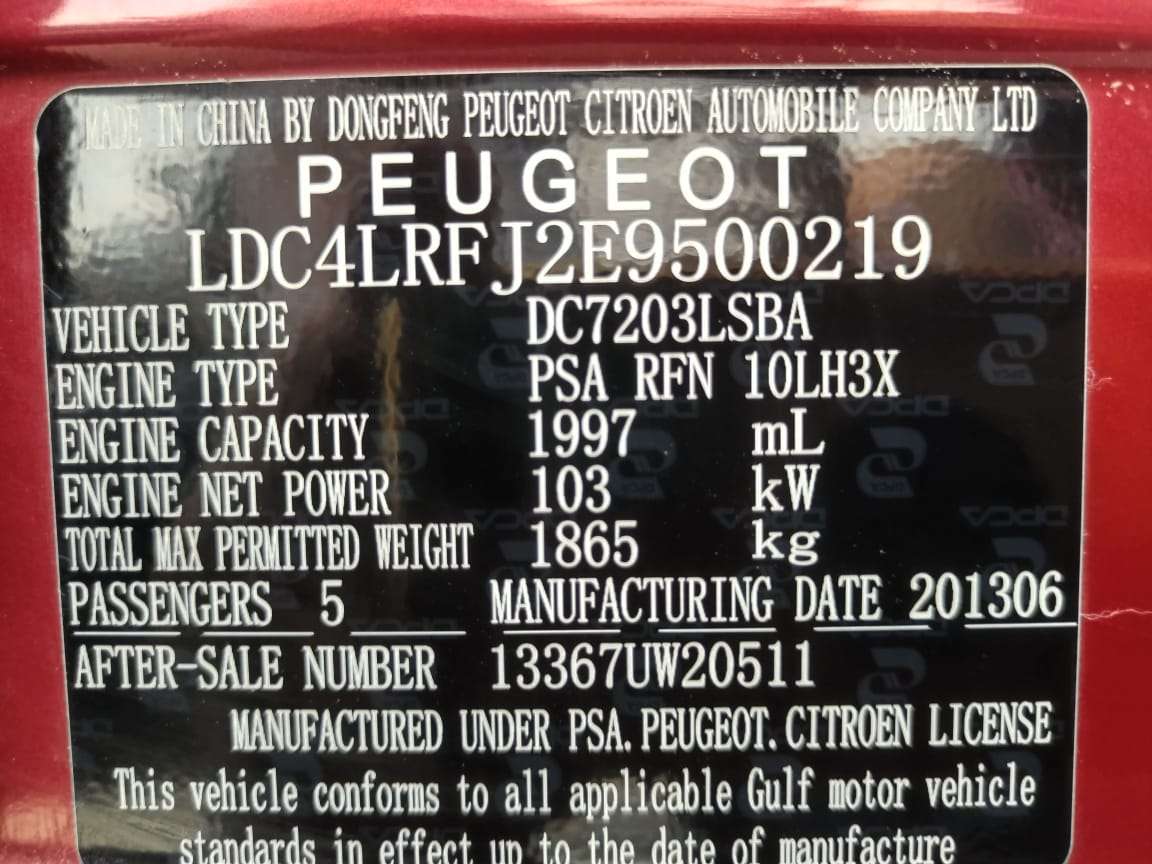 MADE IN CHINA BY DONGFENG PEUGEOT CITROEN AUTOMOBILE COMPANY LTD
PEUGEOT
LDC4LRFJ2E9500219
VEHICLE TYPE DC7203LSBA
ENGINE TYPE PSA RFN 10LH3X
ENGINE CAPACITY 1997 mL
ENGINE NET POWER 103 kW
TOTAL MAX PERMITTED WEIGHT 1865 kg
PASSENGERS 5 MANUFACTURING DATE 201306
AFTER-SALE NUMBER 13367UW20511
MANUFACTURED UNDER PSA.PEUGEOT.CITROEN LICENSE
This vehicle conforms to all applicable Gulf motor vehicle
standards in effect up to the date of manufacture